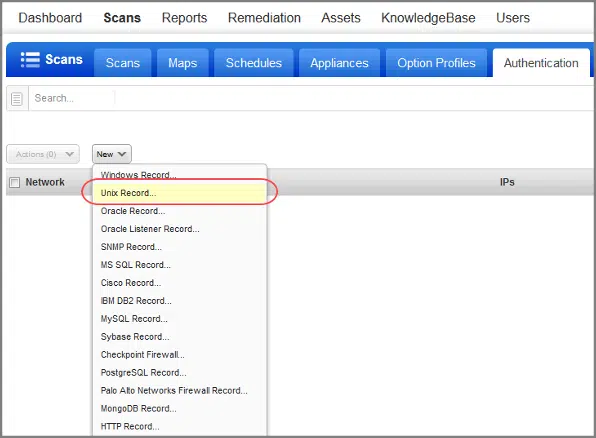 Dashboard Scans Reports Remediation Assets KnowledgeBase Users
Scans Scans Maps Schedules Appliances Option Profiles Authentication
Search...
Actions (0) New
Network IPs
Windows Record...
Unix Record...
Oracle Record...
Oracle Listener Record...
SNMP Record...
MS SQL Record...
Cisco Record...
IBM DB2 Record...
MySQL Record...
Sybase Record...
Checkpoint Firewall...
PostgreSQL Record...
Palo Alto Networks Firewall Record...
MongoDB Record...
HTTP Record...